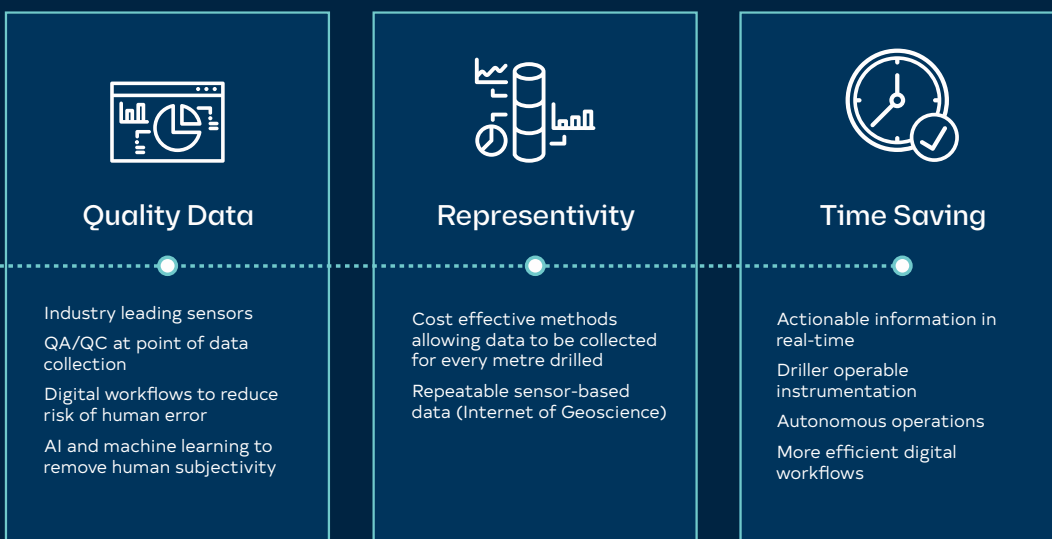 Quality Data
Industry leading sensors
QA/QC at point of data
collection
Digital workflows to reduce
risk of human error
AI and machine learning to
remove human subjectivity
Representivity
Cost effective methods
allowing data to be collected
for every metre drilled
Repeatable sensor-based
data (Internet of Geoscience)
Time Saving
Actionable information in
real-time
Driller operable
instrumentation
Autonomous operations
More efficient digital
workflows